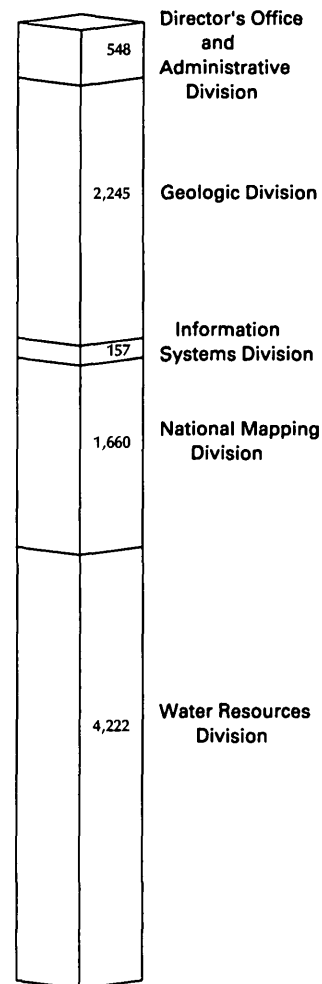 Director's Office
and
548
Administrative
Division
2,245 Geologic Division
Information
157 Systems Division
National Mapping
1,660
Division
Water Resources
4,222
Division